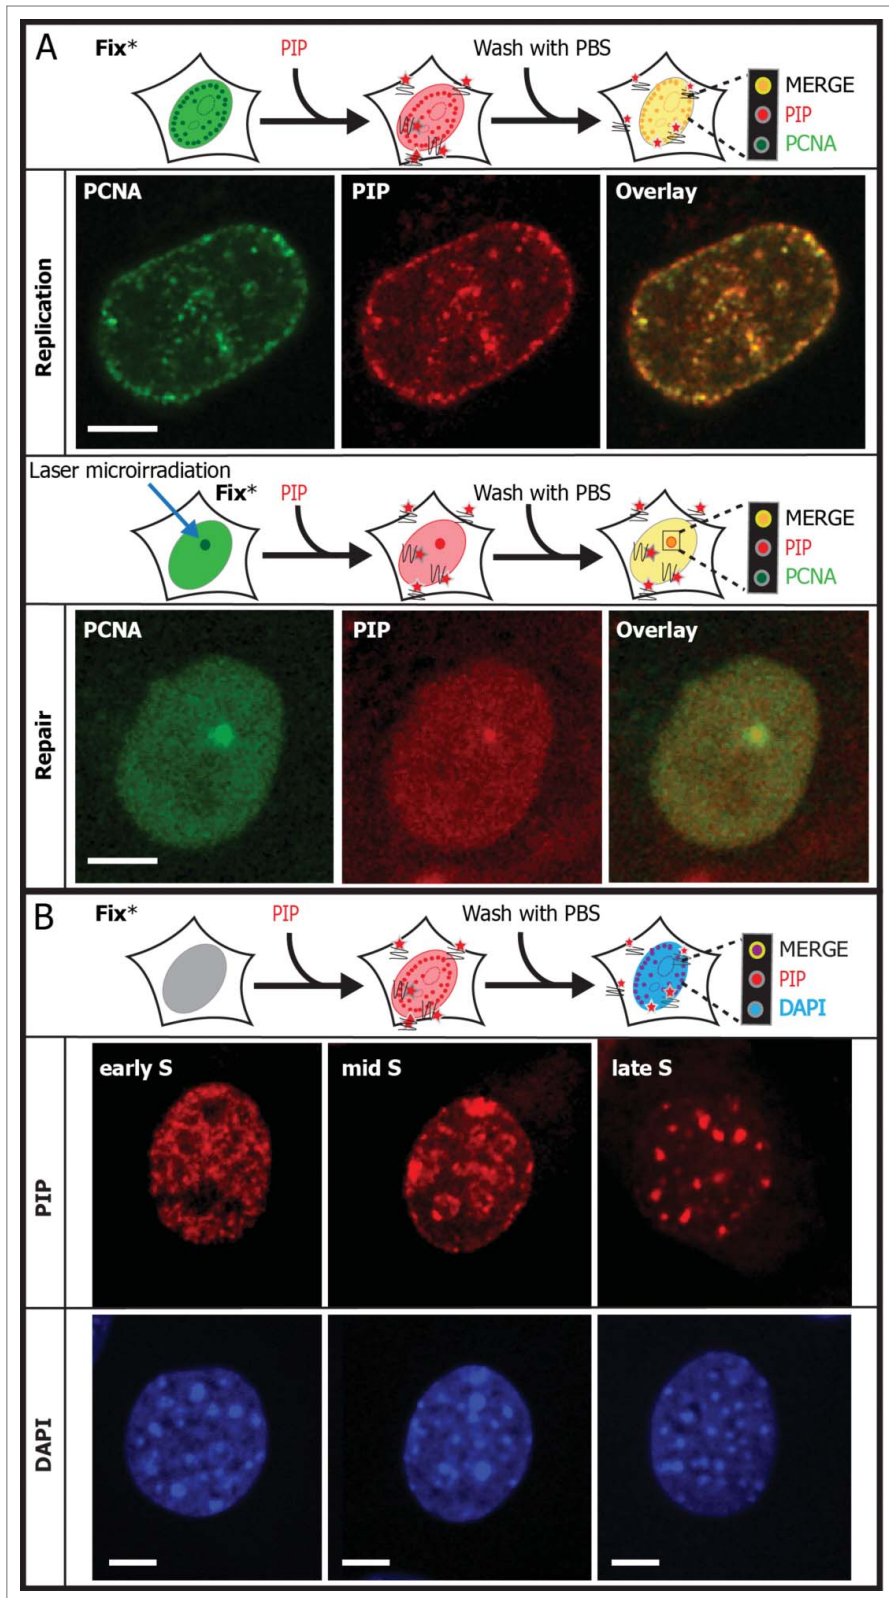 A
Fix*
PIP
Wash with PBS
MERGE
PIP
PCNA
Replication
PCNA
PIP
Overlay
Laser microirradiation
Fix*
PIP
Wash with PBS
MERGE
PIP
PCNA
Repair
PCNA
PIP
Overlay
B
Fix*
PIP
Wash with PBS
MERGE
PIP
DAPI
PIP
early S
mid S
late S
DAPI